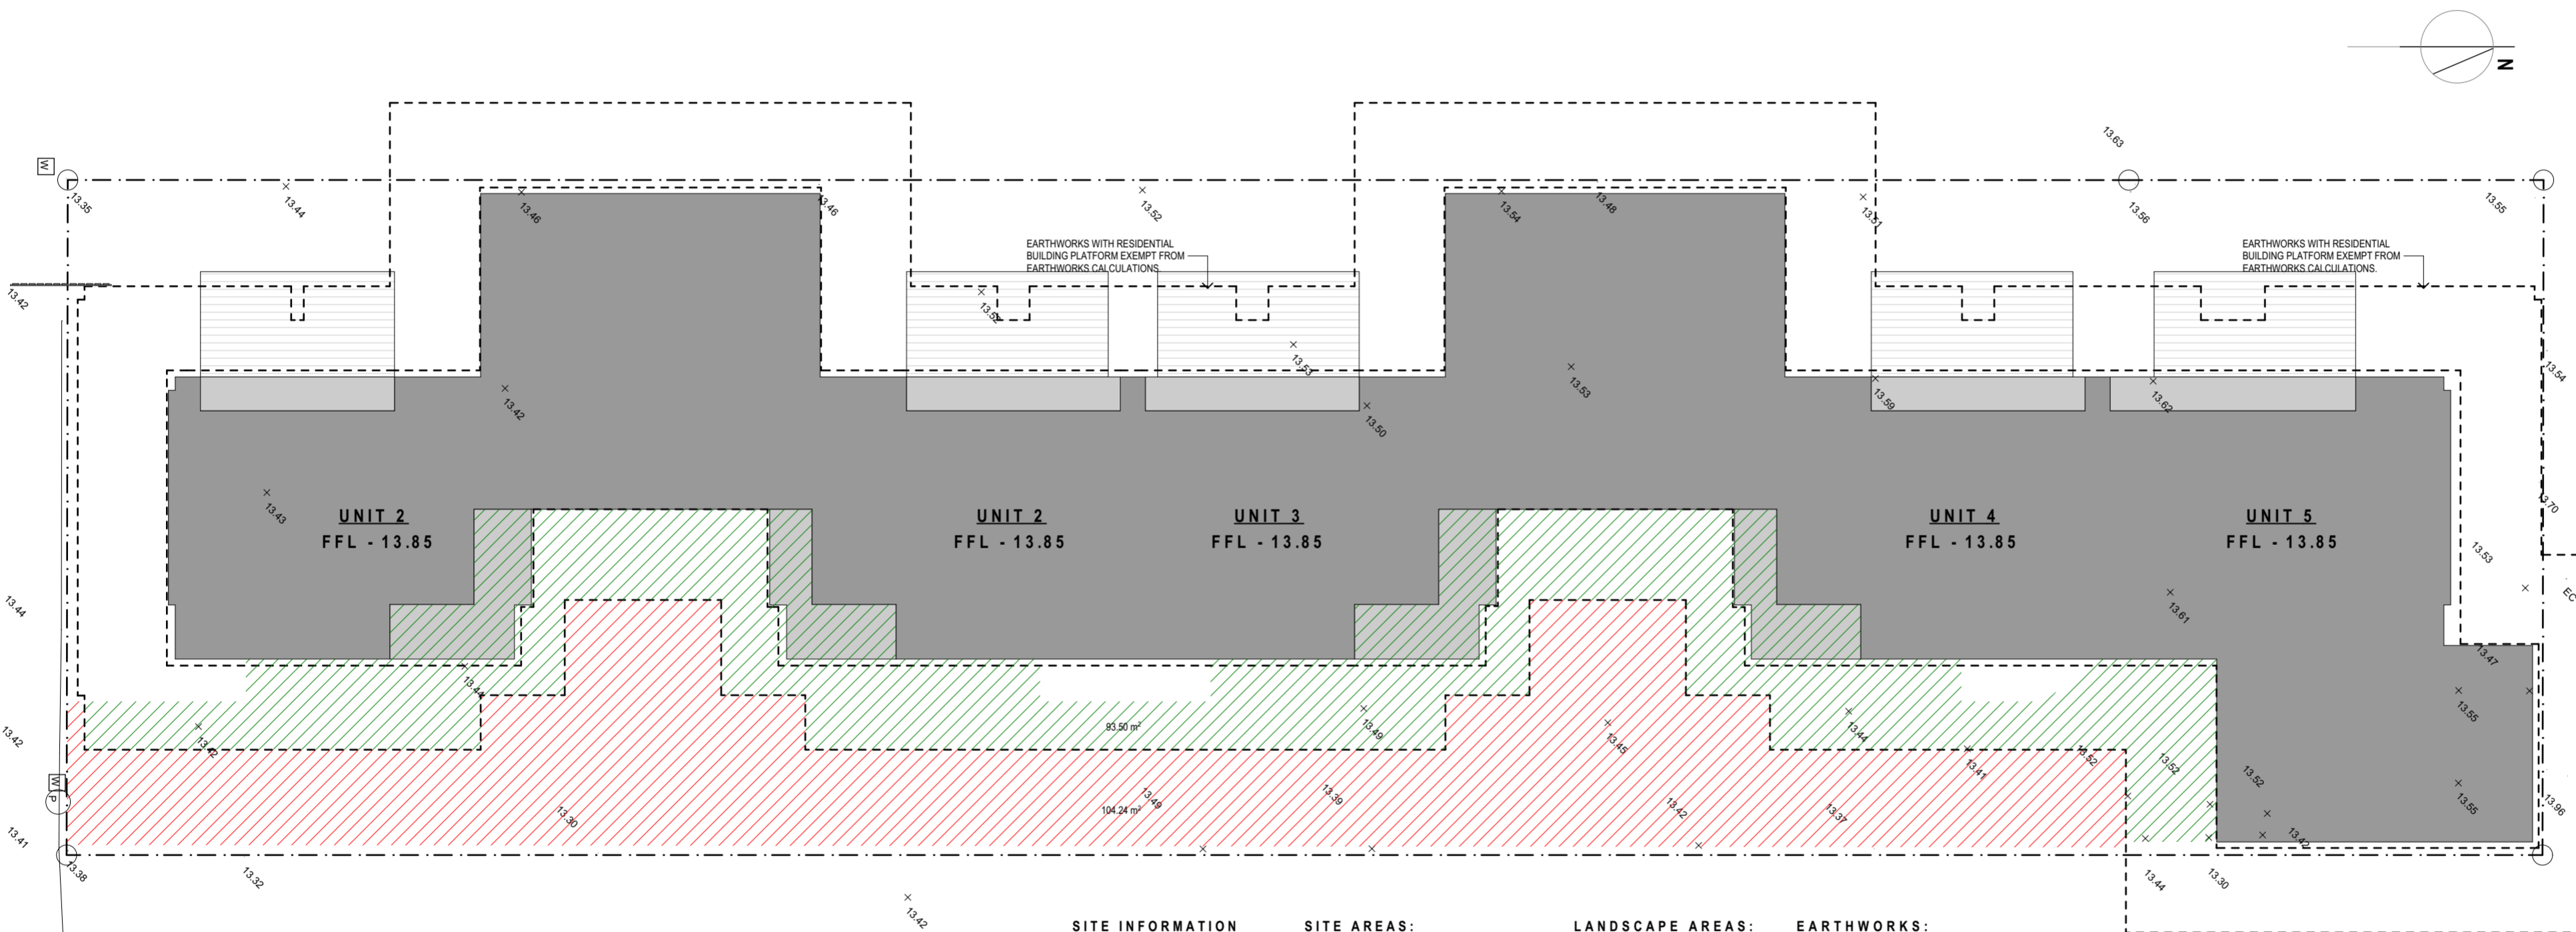 N
13.63
W
13.35
13.44
13.46
13.46
13.52
13.54
13.48
13.51
13.56
13.55
EARTHWORKS WITH RESIDENTIAL
BUILDING PLATFORM EXEMPT FROM
EARTHWORKS CALCULATIONS.
EARTHWORKS WITH RESIDENTIAL
BUILDING PLATFORM EXEMPT FROM
EARTHWORKS CALCULATIONS.
13.42
13.52
13.53
13.53
13.54
13.42
13.50
13.59
13.62
13.43
13.70
UNIT 2
FFL - 13.85
UNIT 2
FFL - 13.85
UNIT 3
FFL - 13.85
UNIT 4
FFL - 13.85
UNIT 5
FFL - 13.85
13.53
EC
13.44
13.61
13.44
13.47
13.42
13.42
93.50 m²
13.49
13.45
13.44
13.41
13.52
13.52
13.52
13.55
13.55
13.96
W
P
13.41
13.30
13.49
104.24 m²
13.39
13.42
13.37
13.42
13.38
13.32
13.42
13.44
13.30
SITE INFORMATION
SITE AREAS:
LANDSCAPE AREAS:
EARTHWORKS: